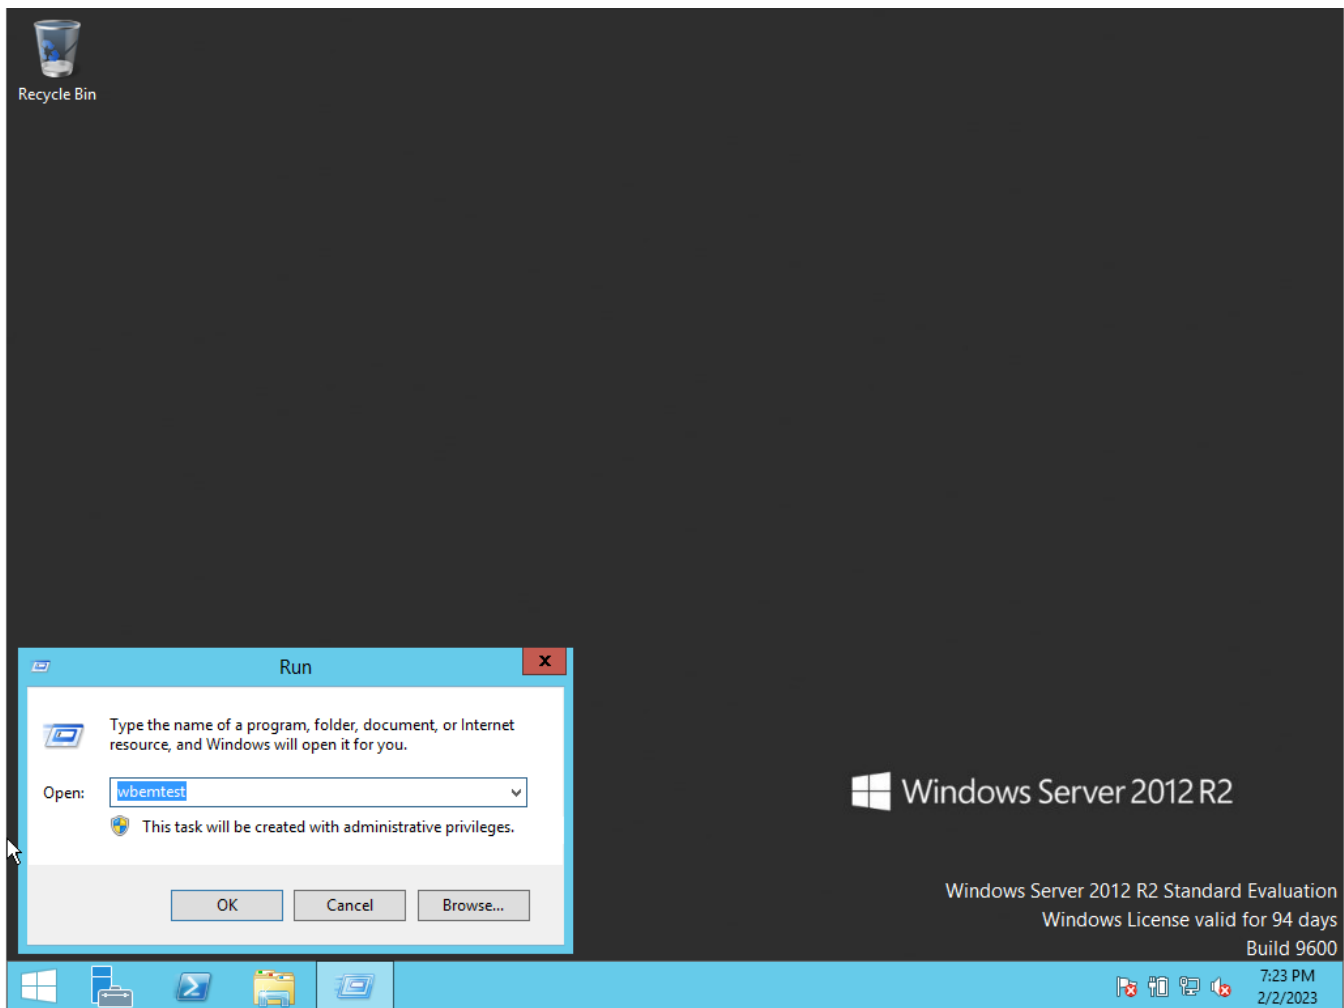 Recycle Bin
Run
x
Type the name of a program, folder, document, or Internet
resource, and Windows will open it for you.
Open:
wbemtest
This task will be created with administrative privileges.
OK
Cancel
Browse...
Windows Server 2012 R2
Windows Server 2012 R2 Standard Evaluation
Windows License valid for 94 days
Build 9600
7:23 PM
2/2/2023